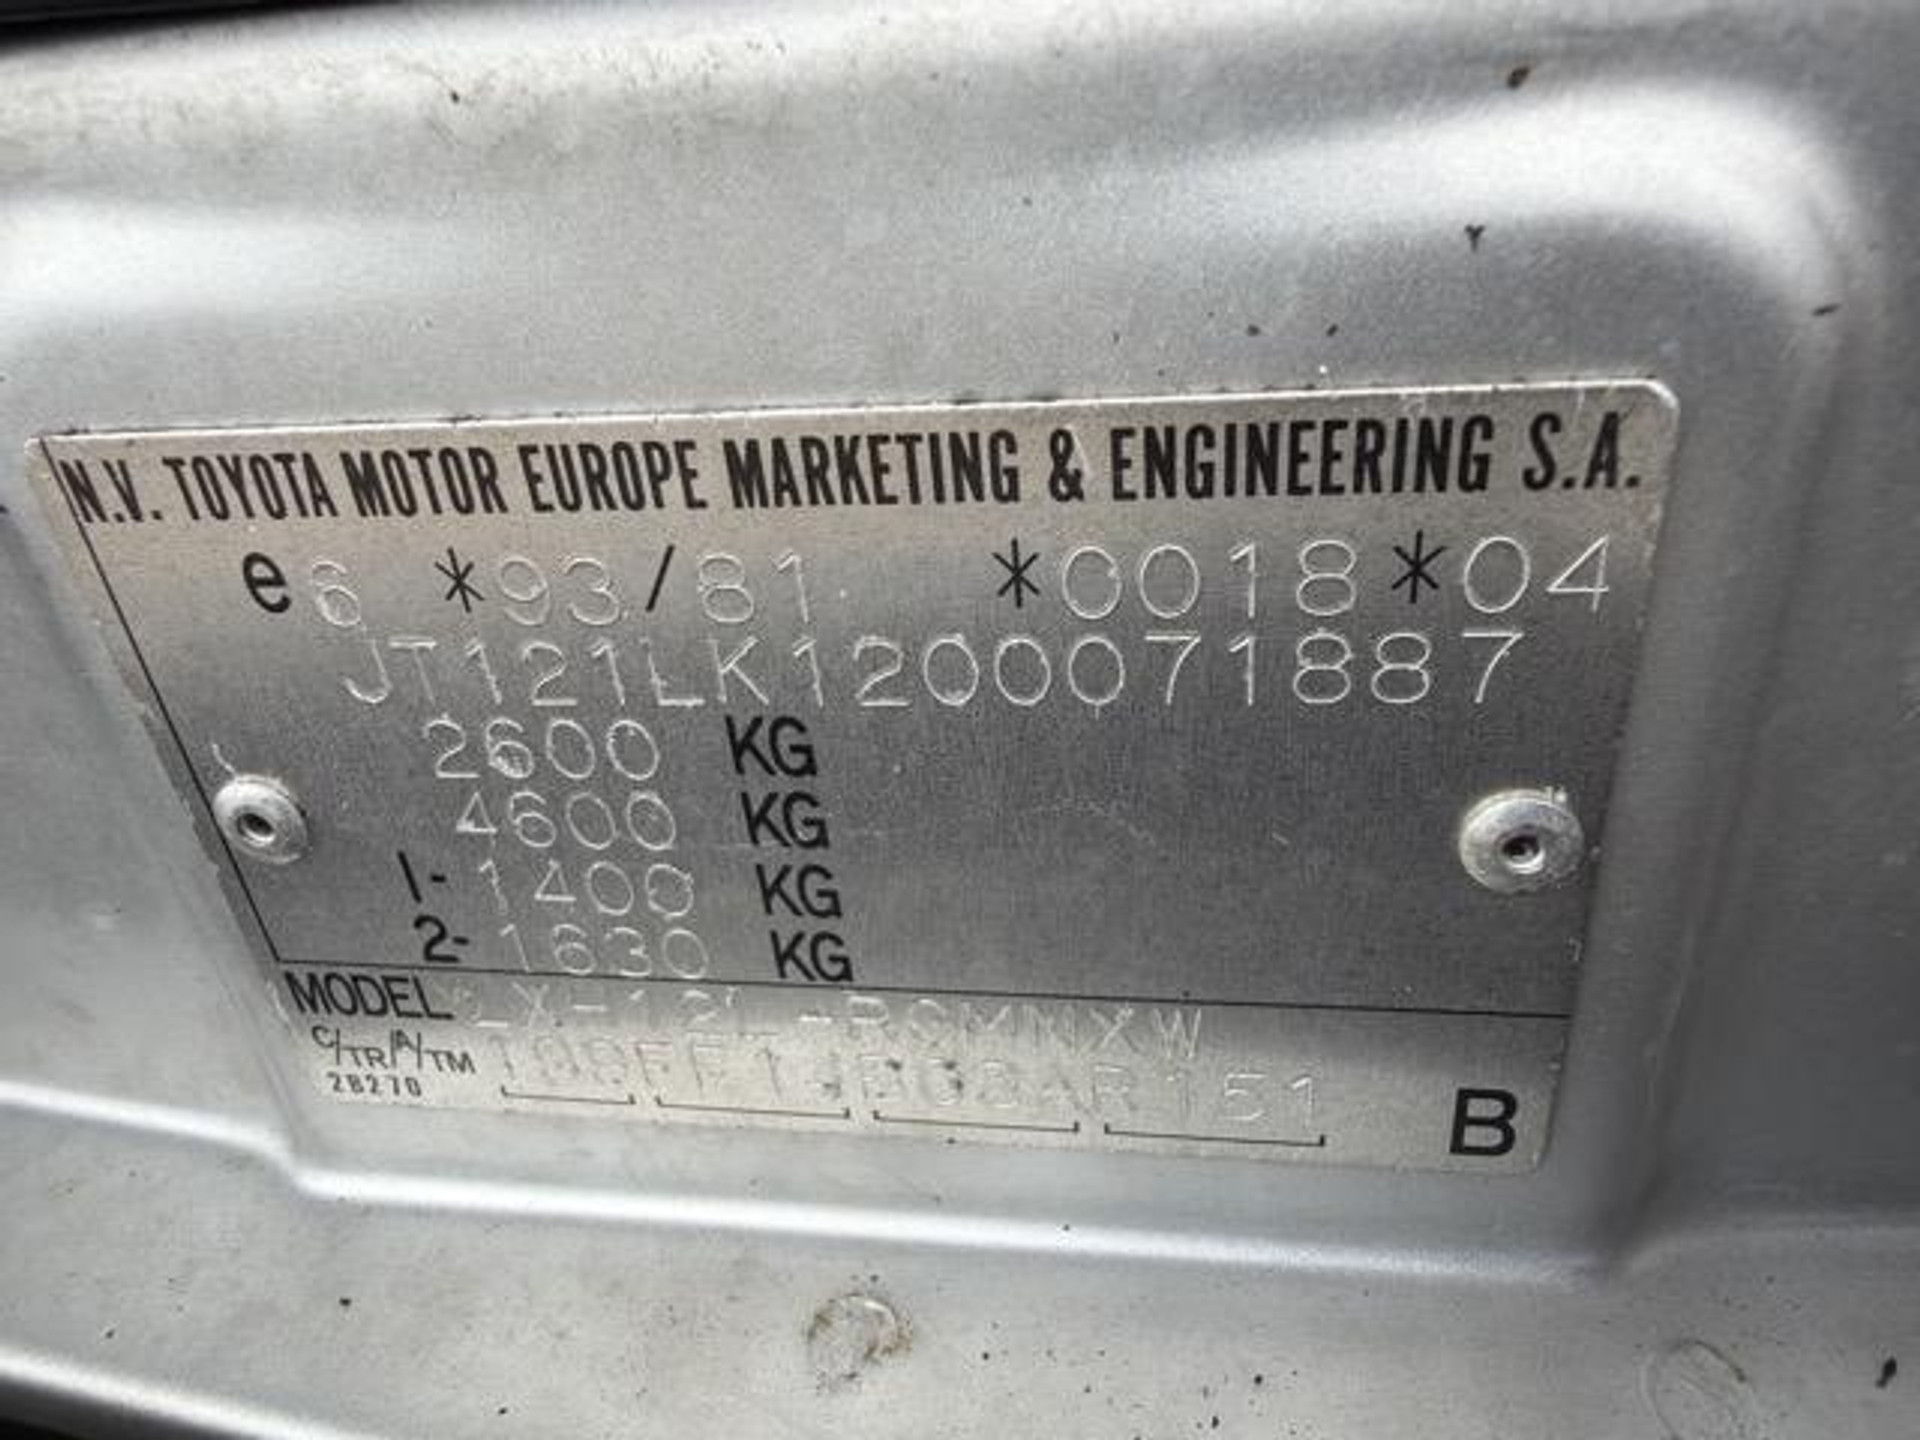 N.V. TOYOTA MOTOR EUROPE MARKETING & ENGINEERING S.A.
e6 *93/81 *0018*04
JT121LK1200071887
2600 KG
4600 KG
1- 1400 KG
2- 1630 KG
MODEL
C/TR/A/TM R151
28270
B